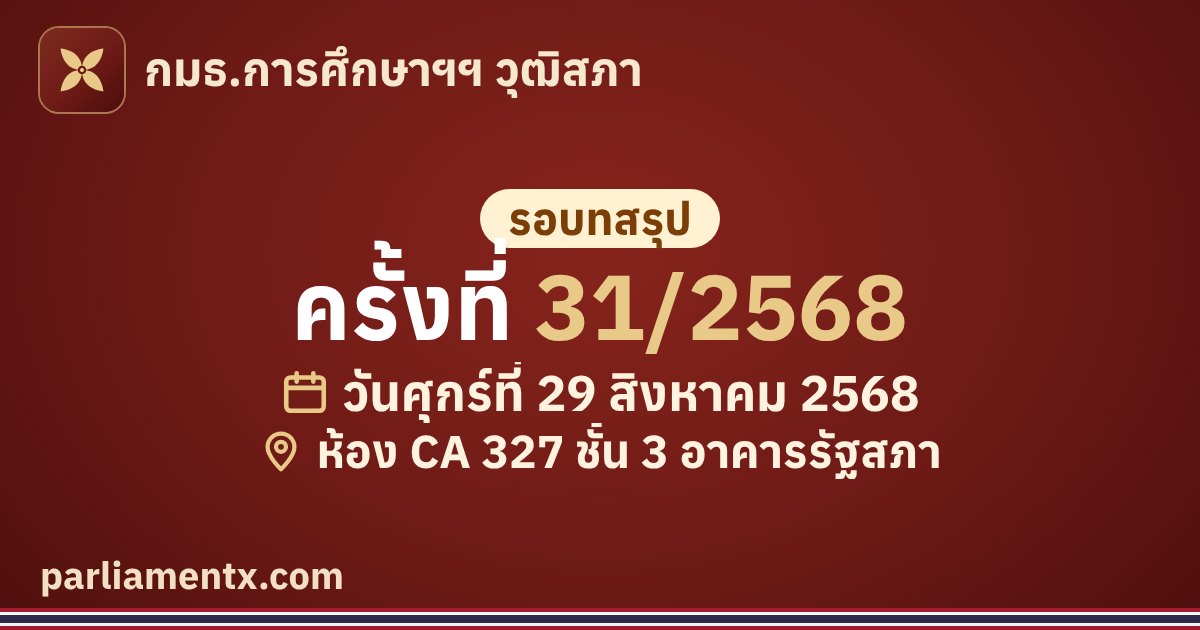 กมธ.การศึกษาฯฯ วุฒิสภา
รอบทสรุป
ครั้งที่ 31/2568
วันศุกร์ที่ 29 สิงหาคม 2568
ห้อง CA 327 ชั้น 3 อาคารรัฐสภา
parliamentx.com